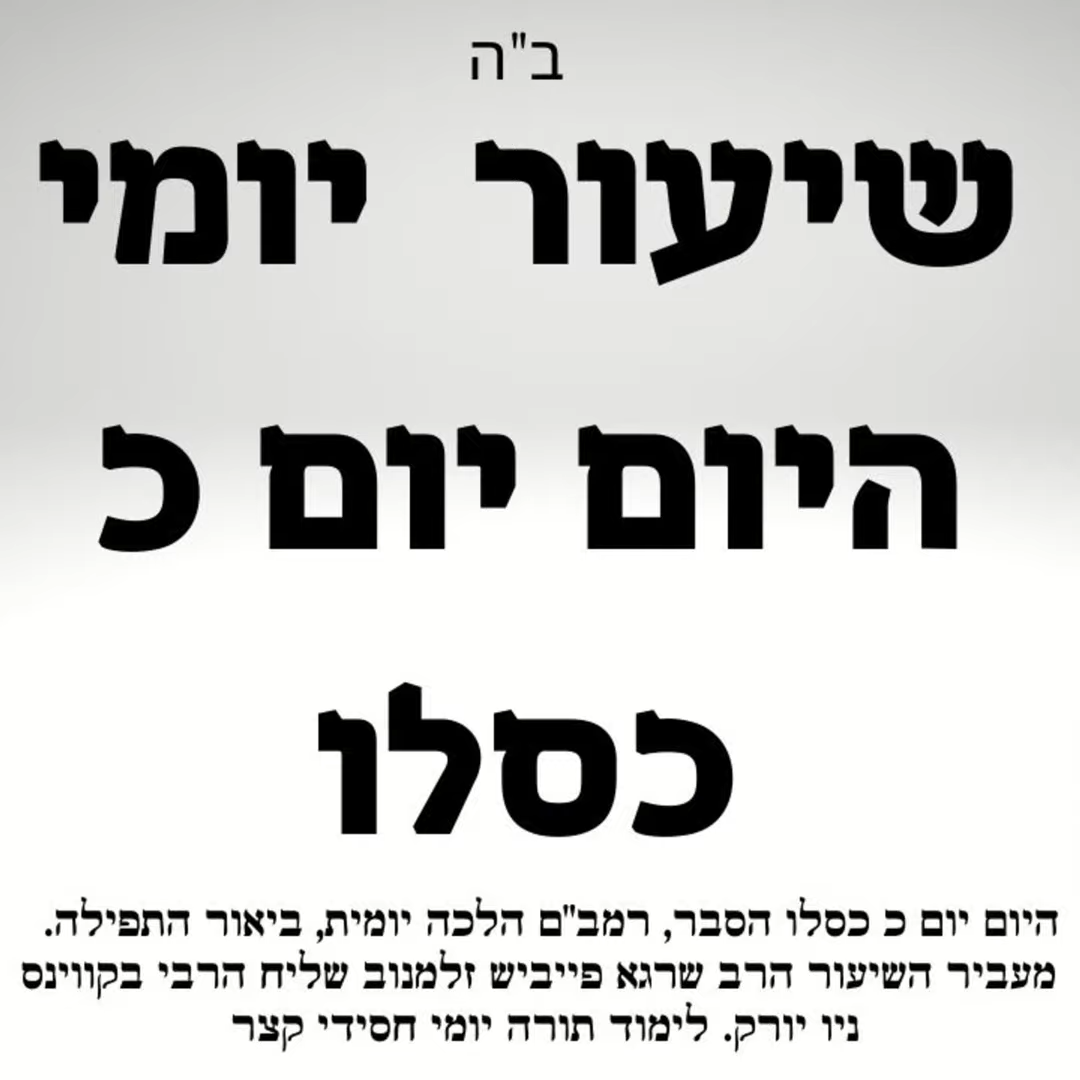 ב"ה
שיעור יומי
היום יום כ
כסלו
היום יום כ כסלו הסבר, רמב"ם הלכה יומית, ביאור התפילה.
מעביר השיעור הרב שרגא פייביש זלמנוב שליח הרבי בקווינס
ניו יורק. לימוד תורה יומי חסידי קצר